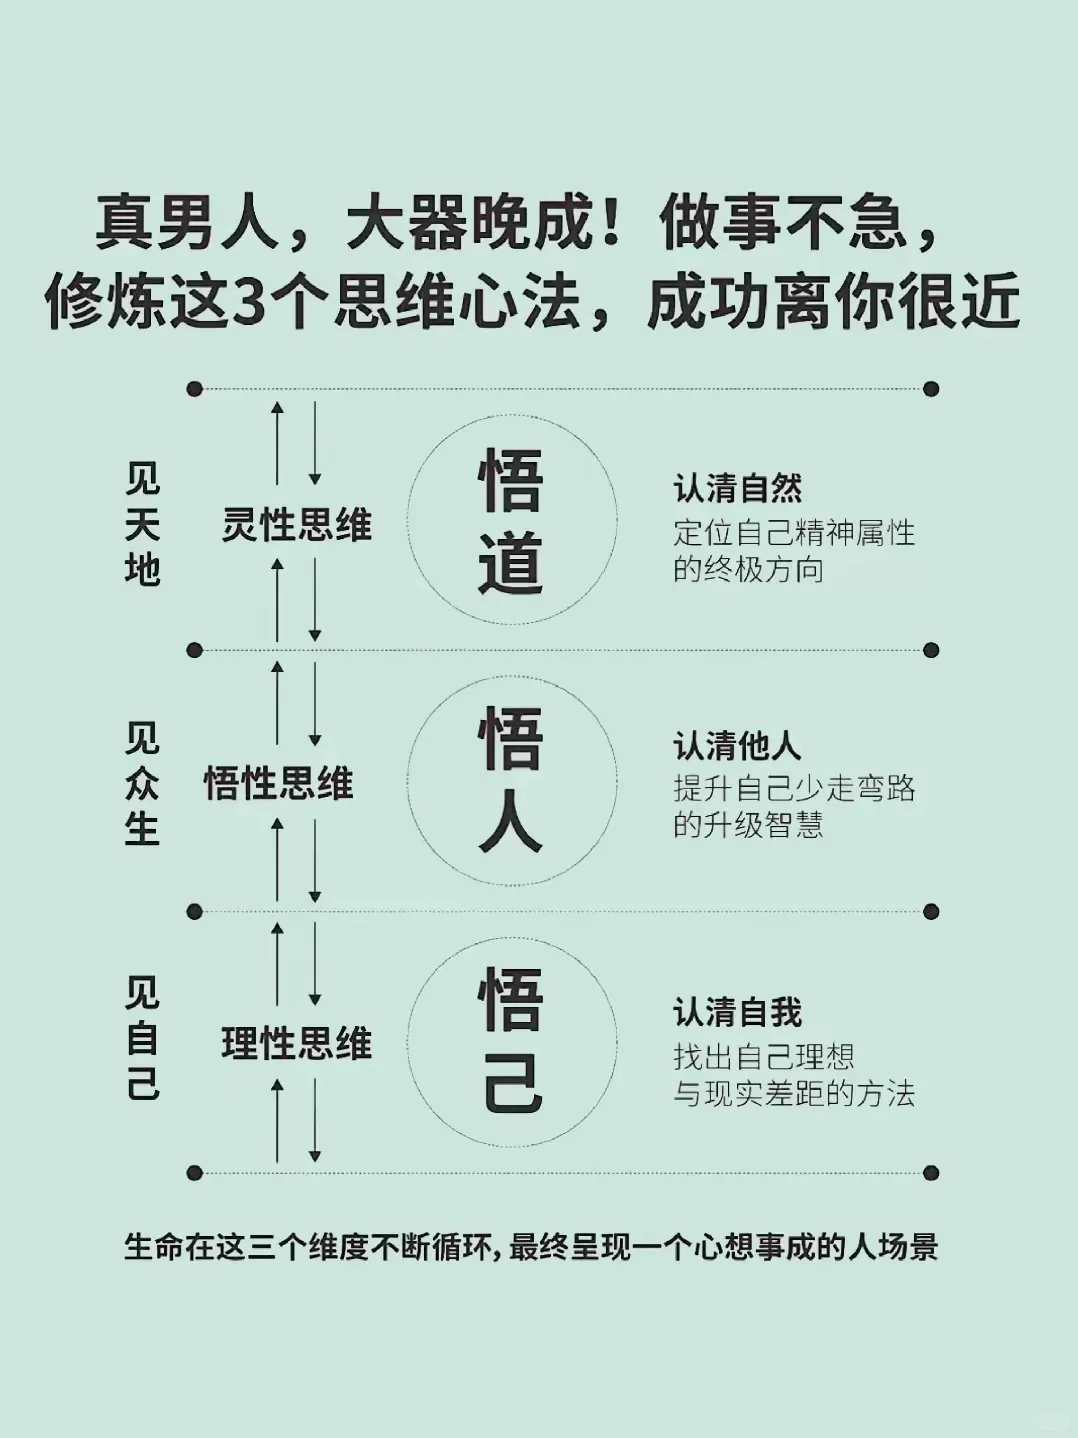 真男人，大器晚成！做事不急，
修炼这3个思维心法，成功离你很近
见天地
灵性思维
悟道
认清自然
定位自己精神属性
的终极方向
见众生
悟性思维
悟人
认清他人
提升自己少走弯路
的升级智慧
见自己
理性思维
悟己
认清自我
找出自己理想
与现实差距的方法
生命在这三个维度不断循环，最终呈现一个心想事成的人场景